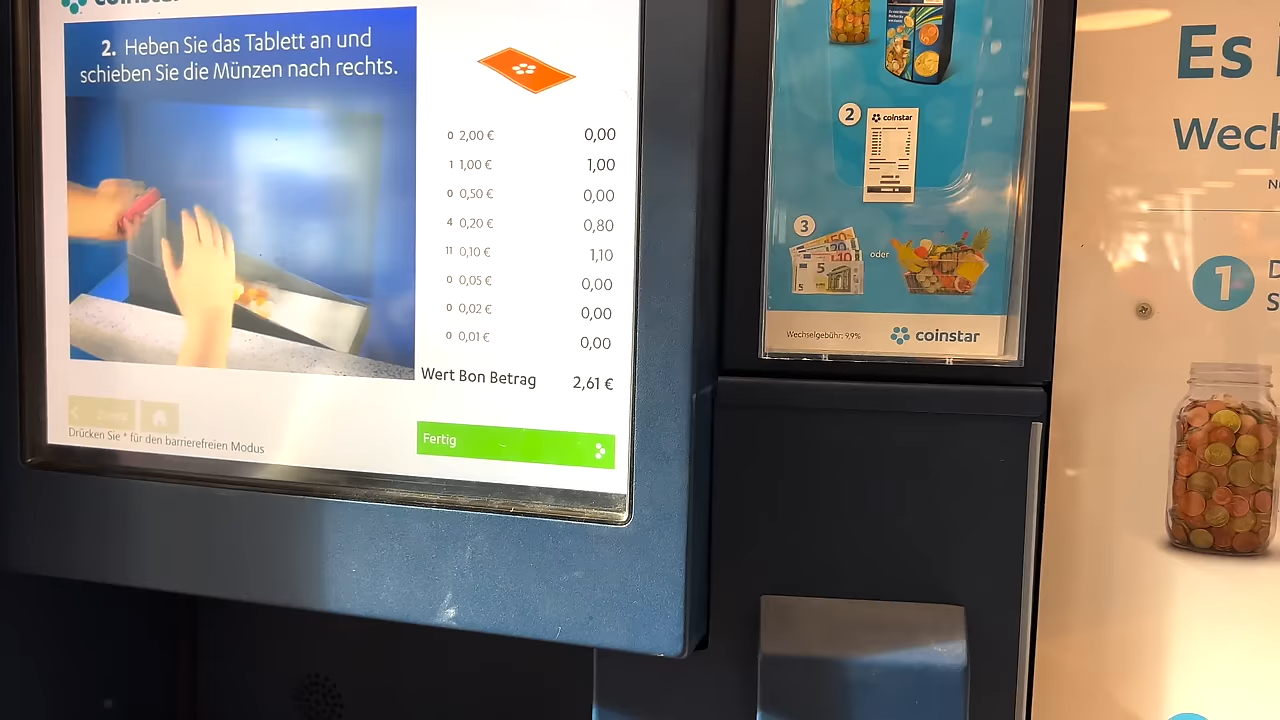 coinstar
2. Heben Sie das Tablett an und
schieben Sie die Münzen nach rechts.
0 2,00 € 0,00
1 1,00 € 1,00
0 0,50 € 0,00
4 0,20 € 0,80
11 0,10 € 1,10
0 0,05 € 0,00
0 0,02 € 0,00
0 0,01 € 0,00
Wert Bon Betrag 2,61 €
Drücken Sie * für den barrierefreien Modus
Fertig
2
coinstar
3
oder
Wechselgebühr: 9,9%
coinstar
Es
Wech
1